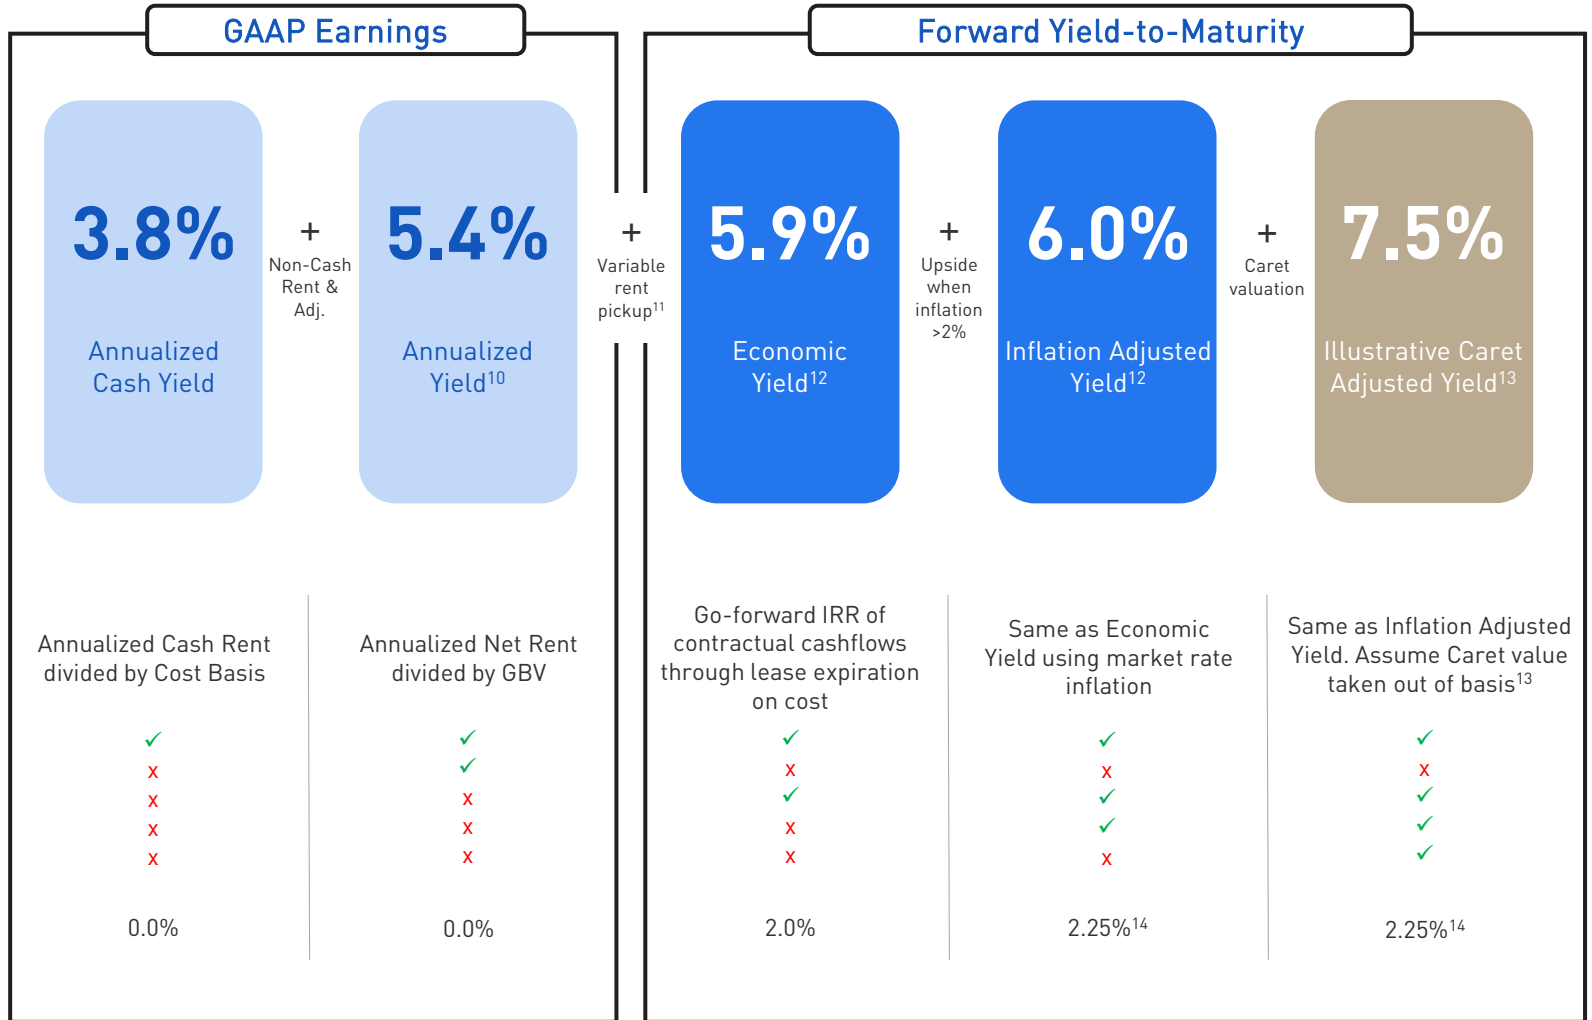 GAAP Earnings
Forward Yield-to-Maturity
3.8%
Annualized
Cash Yield
+
Non-Cash
Rent &
Adj.
5.4%
Annualized
Yield¹⁰
+
Variable
rent
pickup¹¹
5.9%
Economic
Yield¹²
+
Upside
when
inflation
>2%
6.0%
Inflation Adjusted
Yield¹²
+
Caret
valuation
7.5%
Illustrative Caret
Adjusted Yield¹³
Annualized Cash Rent
divided by Cost Basis
✓
x
x
x
x
0.0%
Annualized Net Rent
divided by GBV
✓
✓
x
x
x
0.0%
Go-forward IRR of
contractual cashflows
through lease expiration
on cost
✓
x
✓
x
x
2.0%
Same as Economic
Yield using market rate
inflation
✓
x
✓
✓
x
2.25%¹⁴
Same as Inflation Adjusted
Yield. Assume Caret value
taken out of basis¹³
✓
x
✓
✓
✓
2.25%¹⁴